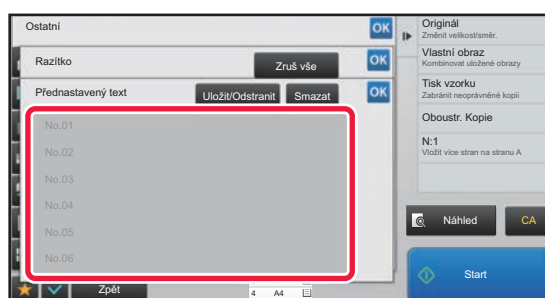 Ostatní
OK
Razítko
Zruš vše
OK
Přednastavený text
Uložit/Odstranit
Smazat
OK
No.01
No.02
No.03
No.04
No.05
No.06
Zpět
4 A4
Originál
Změnit velikost/směr.
Vlastní obraz
Kombinovat uložené obrazy
Tisk vzorku
Zabránit neoprávněné kopii
Oboustr. Kopie
N:1
Vložit více stran na stranu A
Náhled
CA
Start